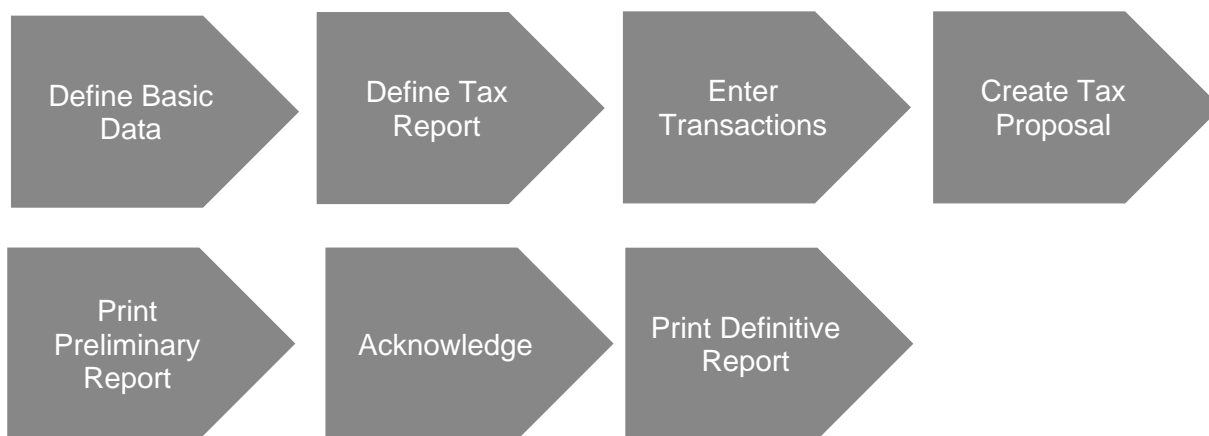 Define Basic
Data
Define Tax
Report
Enter
Transactions
Create Tax
Proposal
Print
Preliminary
Report
Acknowledge
Print Definitive
Report